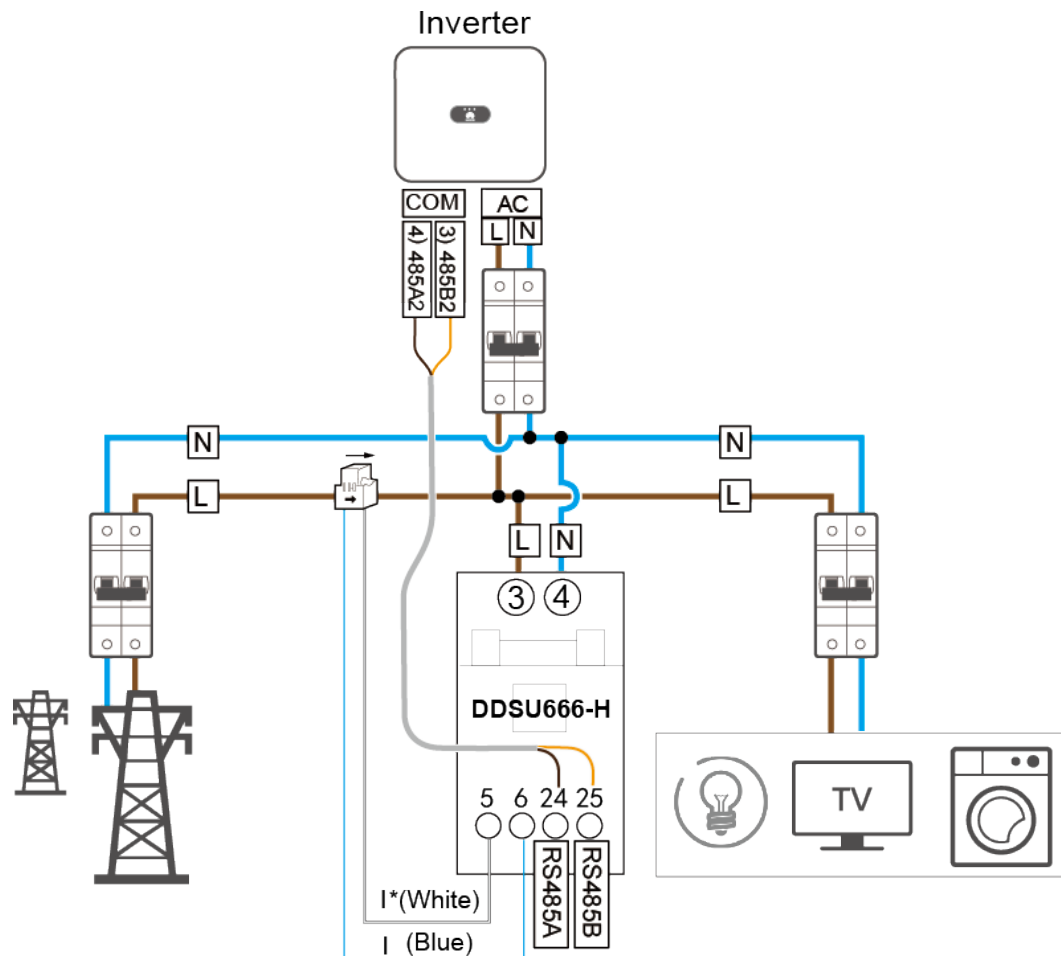 Inverter
COM
AC
L
N
4) 485A2
3) 485B2
N
N
L
L
L
N
3
4
DDSU666-H
TV
5
6
24
25
RS485A
RS485B
I*(White)
I (Blue)